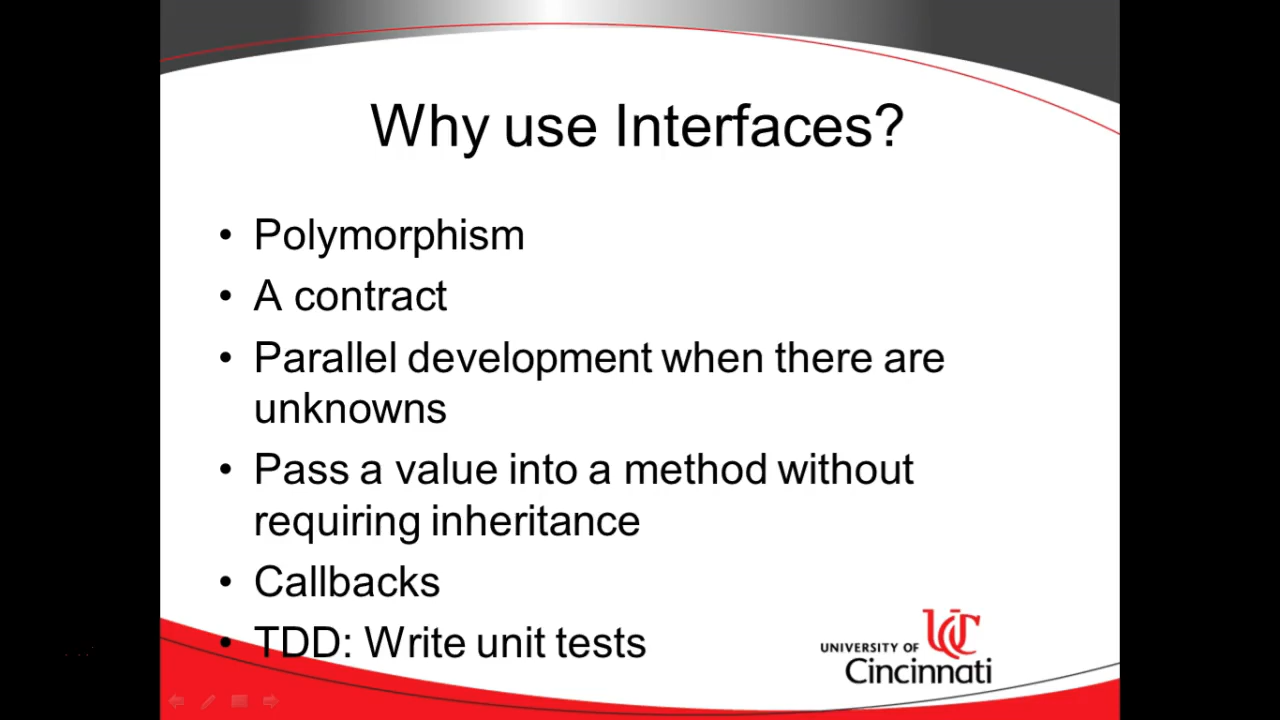 Why use Interfaces?
• Polymorphism
• A contract
• Parallel development when there are
unknowns
• Pass a value into a method without
requiring inheritance
• Callbacks
• TDD: Write unit tests
UC
UNIVERSITY OF
Cincinnati